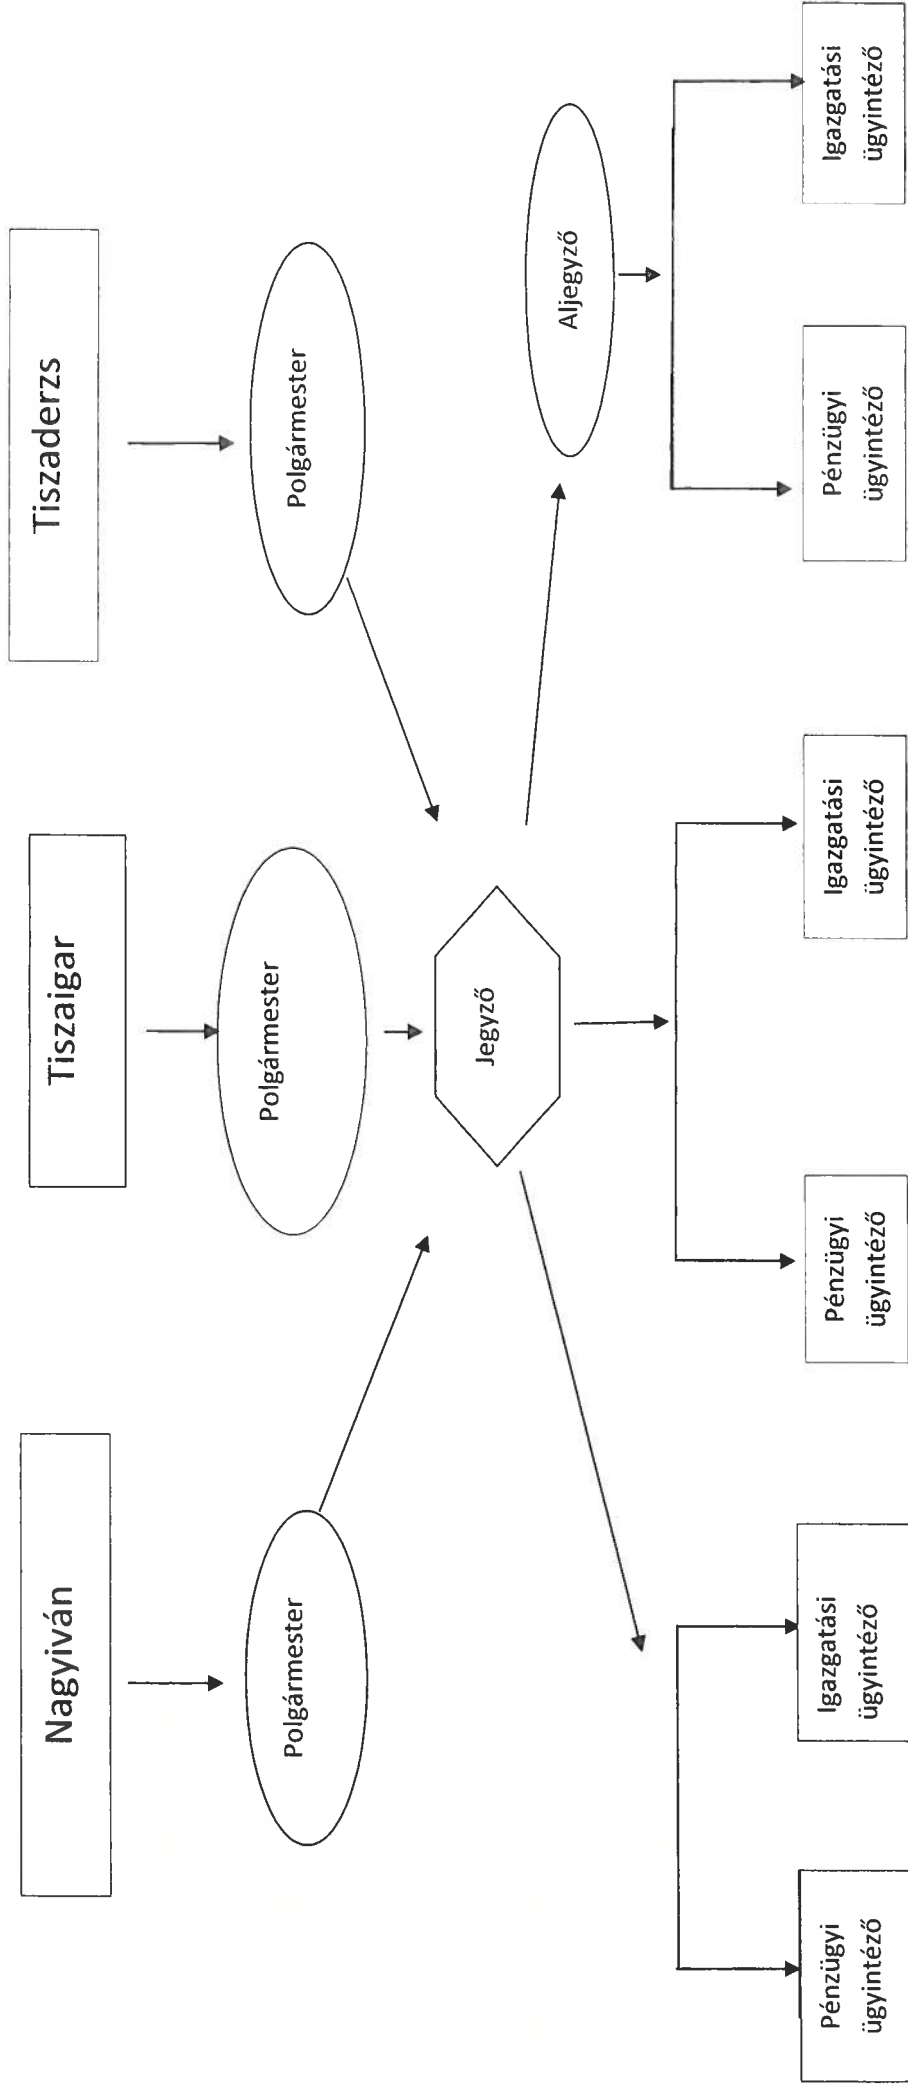 Nagyiván
Tiszaigar
Tiszaderzs
Polgármester
Polgármester
Polgármester
Jegyző
Aljegyző
Pénzügyi
ügyintéző
Igazgatási
ügyintéző
Pénzügyi
ügyintéző
Igazgatási
ügyintéző
Pénzügyi
ügyintéző
Igazgatási
ügyintéző